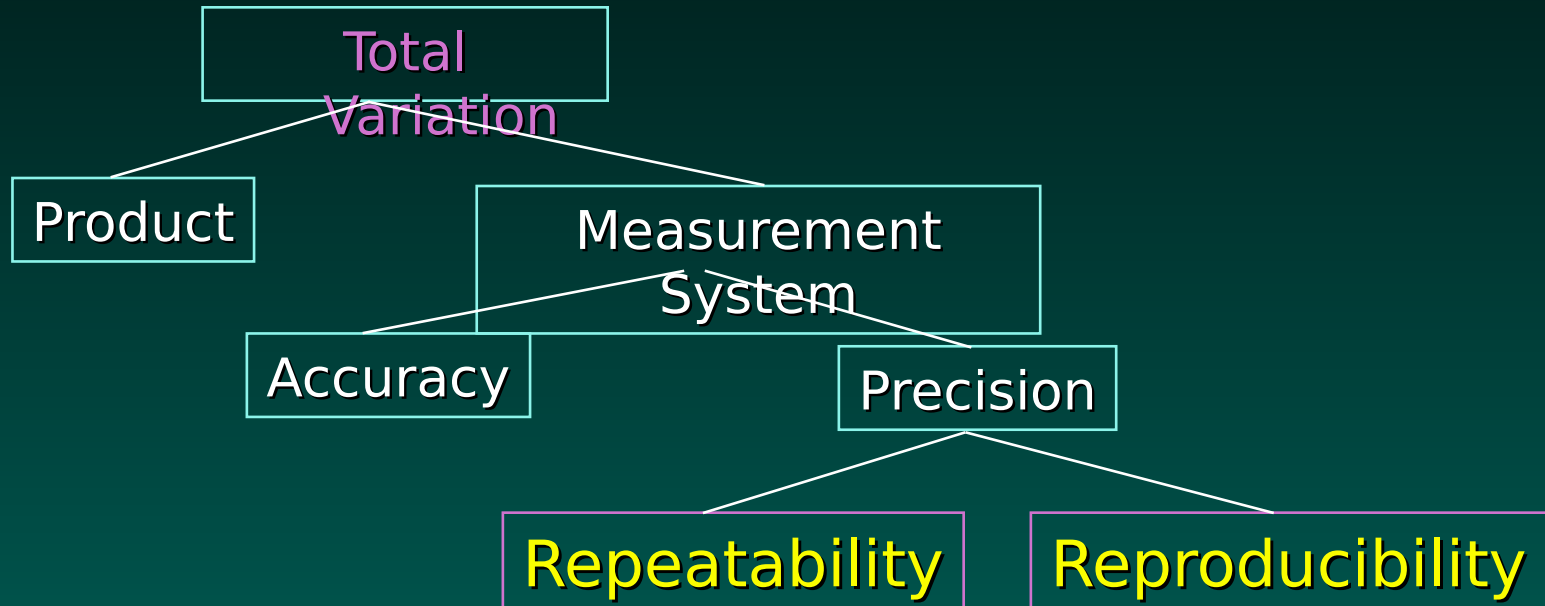 Total
Variation
Product
Measurement
System
Accuracy
Precision
Repeatability
Reproducibility